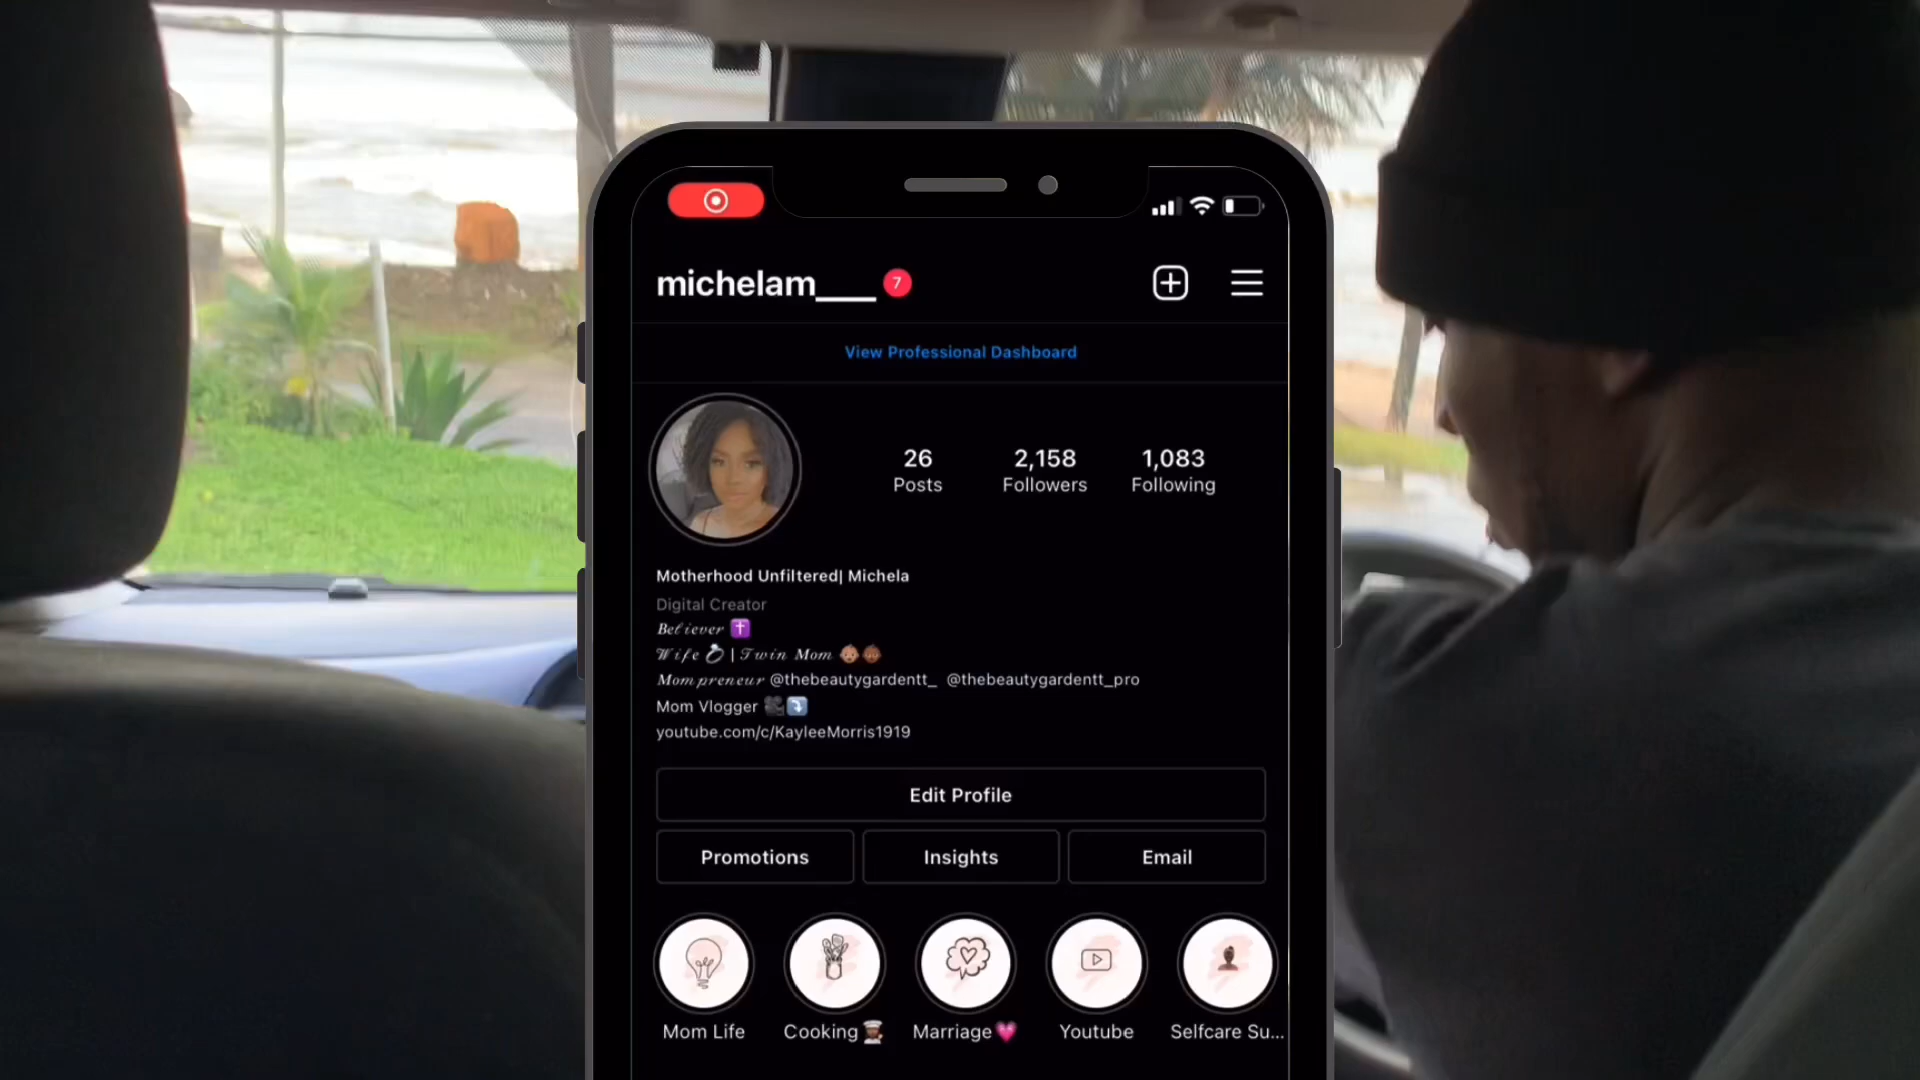 michelam___ 7
View Professional Dashboard
26 2,158 1,083
Posts Followers Following
Motherhood Unfiltered| Michela
Digital Creator
Believer
Wife | Twin Mom
Mompreneur @thebeautygardentt_ @thebeautygardentt_pro
Mom Vlogger
youtube.com/c/KayleeMorris1919
Edit Profile
Promotions Insights Email
Mom Life Cooking Marriage Youtube Selfcare Su...